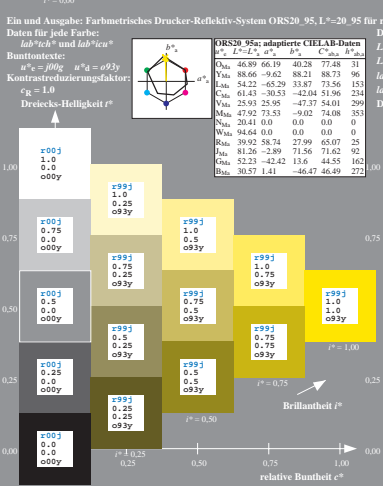 Ein und Ausgabe: Farbmetrisches Drucker-Reflektiv-System ORS20_95, L*=20_95 für
Daten für jede Farbe:
lab*tch* und lab*icu*
Bunttontexte:
u*e = j00g u*d = o93y
Kontrastreduzierungsfaktor:
cR = 1.0
Dreiecks-Helligkeit t*
b*a
a*a
ORS20_95a; adaptierte CIELAB-Daten
u*e L*=L*a a*a b*a C*ab,a h*ab,a
OMa 46.89 66.19 40.28 77.48 31
YMa 88.66 -9.62 88.21 88.73 96
LMa 54.22 -65.29 33.87 73.56 153
CMa 61.43 -30.53 -42.04 51.96 234
VMa 25.93 25.95 -47.37 54.01 299
MMa 47.92 73.53 -9.02 74.08 353
NMa 20.41 0.0 0.0 0.0 0
WMa 94.64 0.0 0.0 0.0 0
RMa 39.92 58.74 27.99 65.07 25
JMa 81.26 -2.89 71.56 71.62 92
GMa 52.23 -42.42 13.6 44.55 162
BMa 30.57 1.41 -46.47 46.49 272
1,00
r00j
1.0
0.0
o00y
r99j
1.0
0.25
o93y
0,75
r00j
0.75
0.0
o00y
r99j
1.0
0.5
o93y
r99j
0.75
0.25
o93y
r99j
1.0
0.75
o93y
0,50
r00j
0.5
0.0
o00y
r99j
0.75
0.5
o93y
r99j
1.0
1.0
o93y
r99j
0.5
0.25
o93y
r99j
0.75
0.75
o93y
i* = 1,00
0,25
r00j
0.25
0.0
o00y
r99j
0.5
0.5
o93y
i* = 0,75
r99j
0.25
0.25
o93y
Brillantheit i*
i* = 0,50
0,00
r00j
0.0
0.0
o00y
i* = 0,25
0,25
0,50
0,75
1,00
relative Buntheit c*